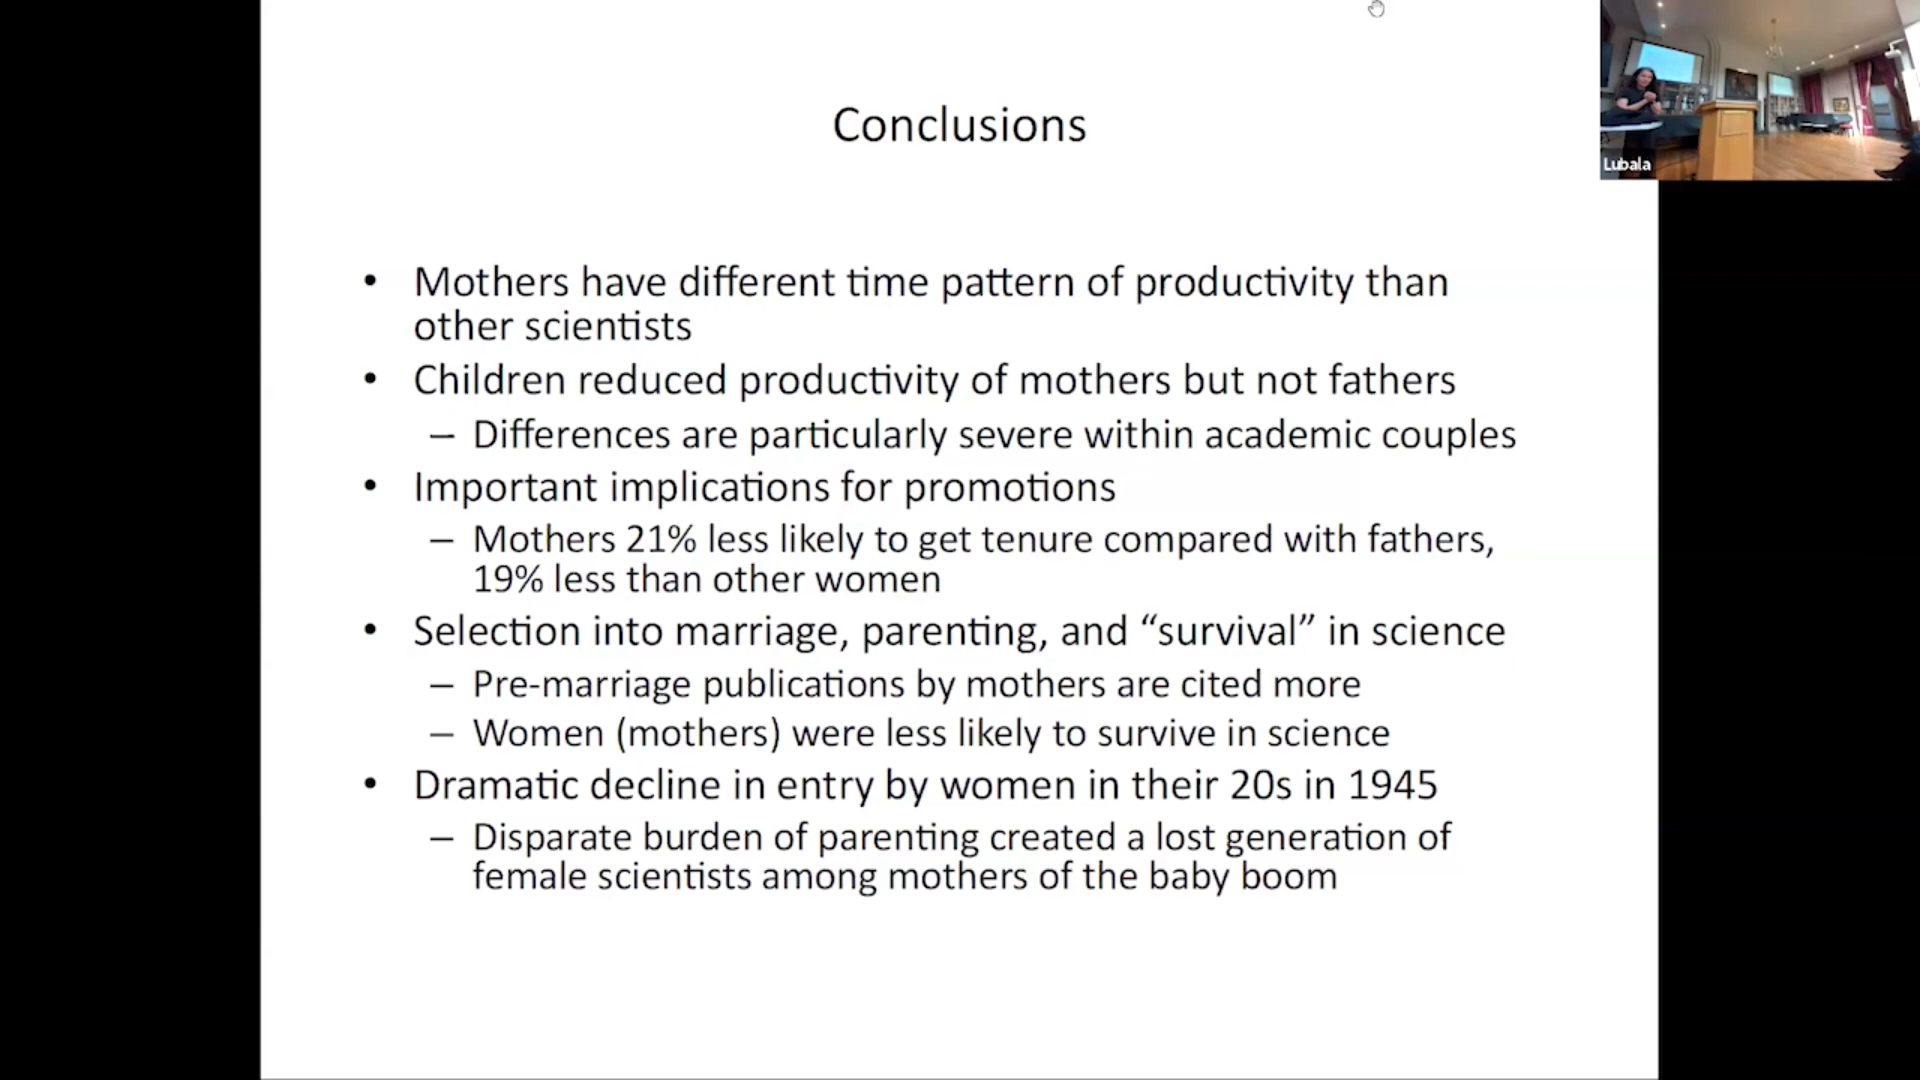 Conclusions
• Mothers have different time pattern of productivity than
other scientists
• Children reduced productivity of mothers but not fathers
– Differences are particularly severe within academic couples
• Important implications for promotions
– Mothers 21% less likely to get tenure compared with fathers,
19% less than other women
• Selection into marriage, parenting, and “survival” in science
– Pre-marriage publications by mothers are cited more
– Women (mothers) were less likely to survive in science
• Dramatic decline in entry by women in their 20s in 1945
– Disparate burden of parenting created a lost generation of
female scientists among mothers of the baby boom
Lubala